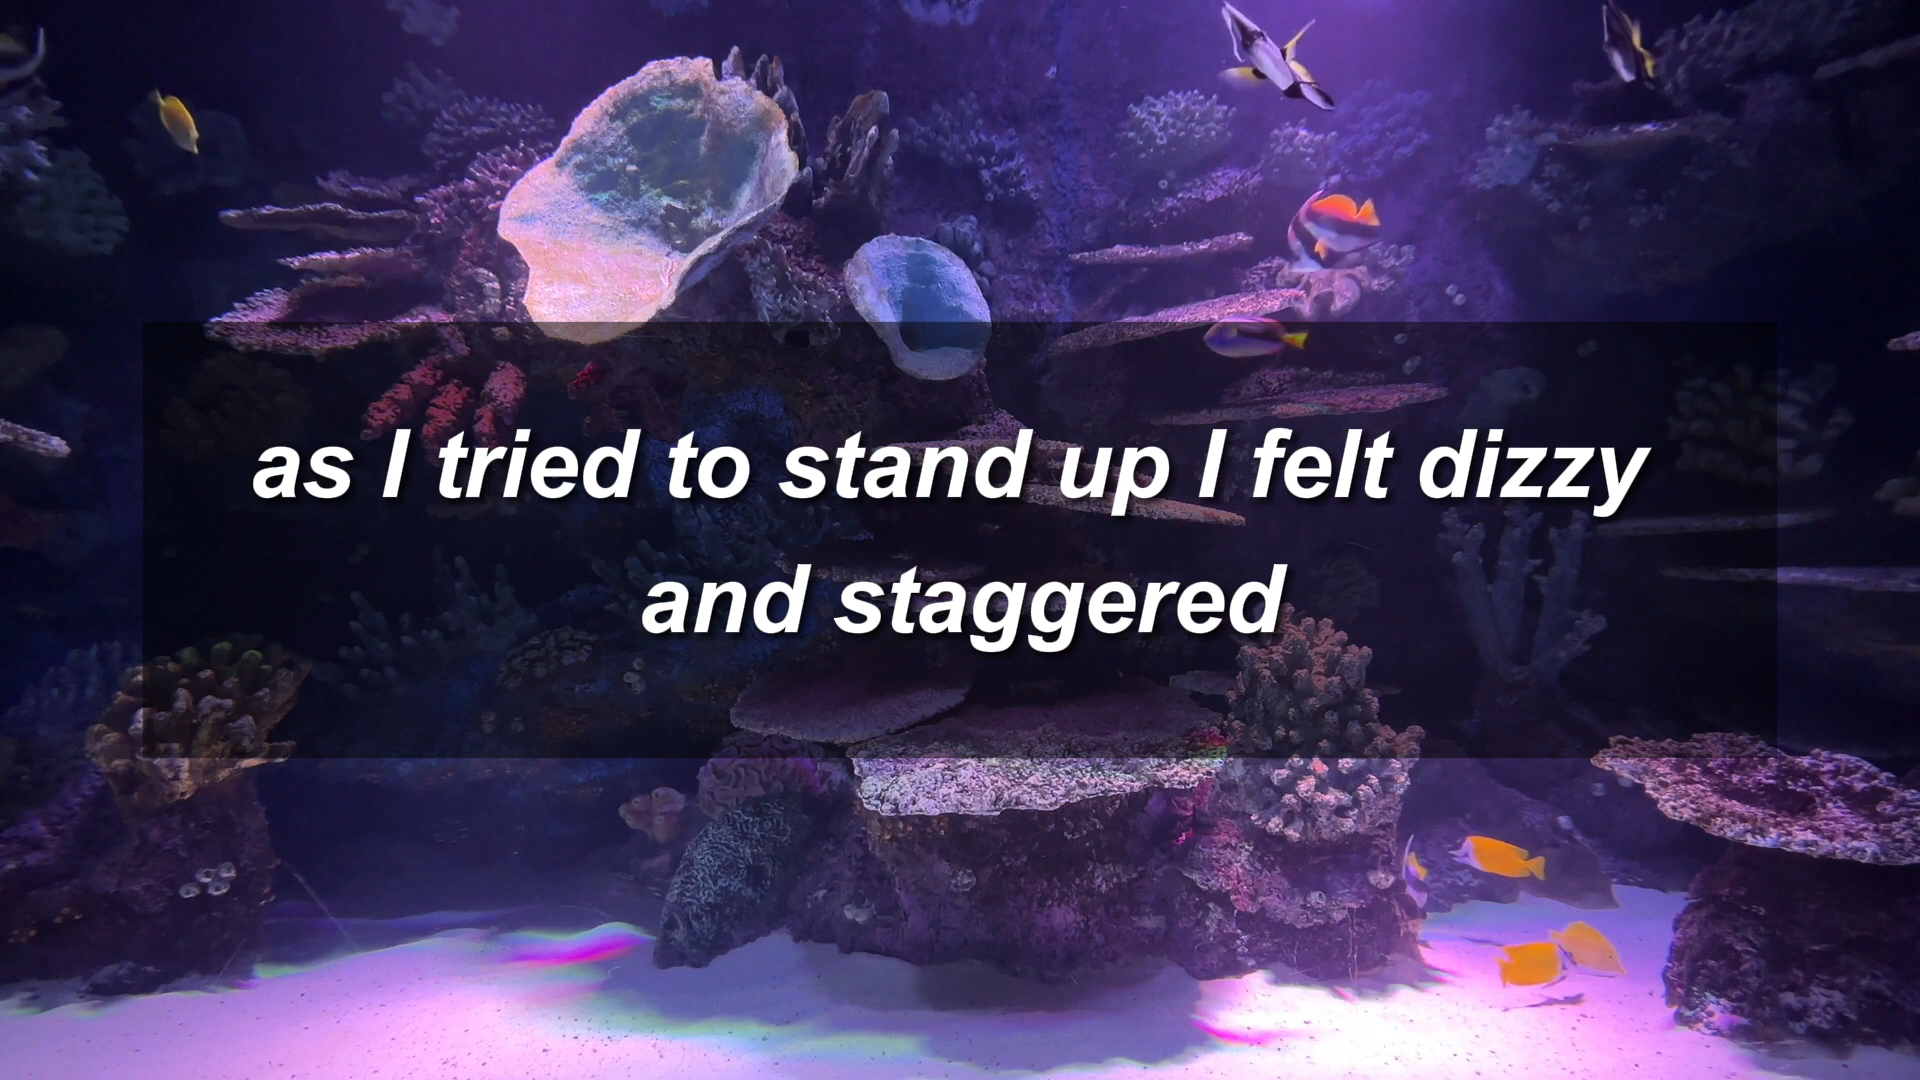 as I tried to stand up I felt dizzy
and staggered